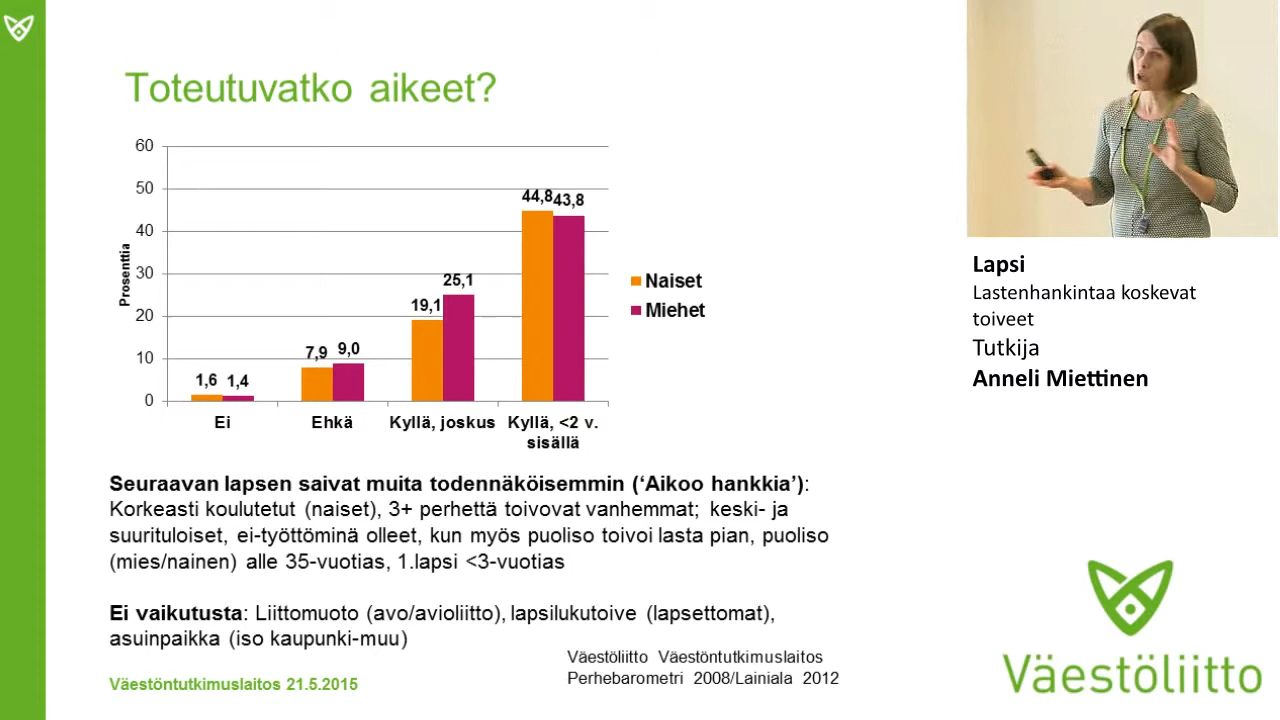 Toteutuvatko aikeet?
60
50
40
30
20
10
0
Prosenttia
1,6
1,4
7,9
9,0
19,1
25,1
44,8
43,8
Ei
Ehkä
Kyllä, joskus
Kyllä, <2 v.
sisällä
Naiset
Miehet
Seuraavan lapsen saivat muita todennäköisemmin (‘Aikoo hankkia’):
Korkeasti koulutetut (naiset), 3+ perhettä toivovat vanhemmat; keski- ja
suurituloiset, ei-työttöminä olleet, kun myös puoliso toivoi lasta pian, puoliso
(mies/nainen) alle 35-vuotias, 1.lapsi <3-vuotias
Ei vaikutusta: Liittomuoto (avo/avioliitto), lapsilukutoive (lapsettomat),
asuinpaikka (iso kaupunki-muu)
Väestöliitto Väestöntutkimuslaitos
Perhebarometri 2008/Lainiala 2012
Väestöntutkimuslaitos 21.5.2015
Lapsi
Lastenhankintaa koskevat
toiveet
Tutkija
Anneli Miettinen
Väestöliitto